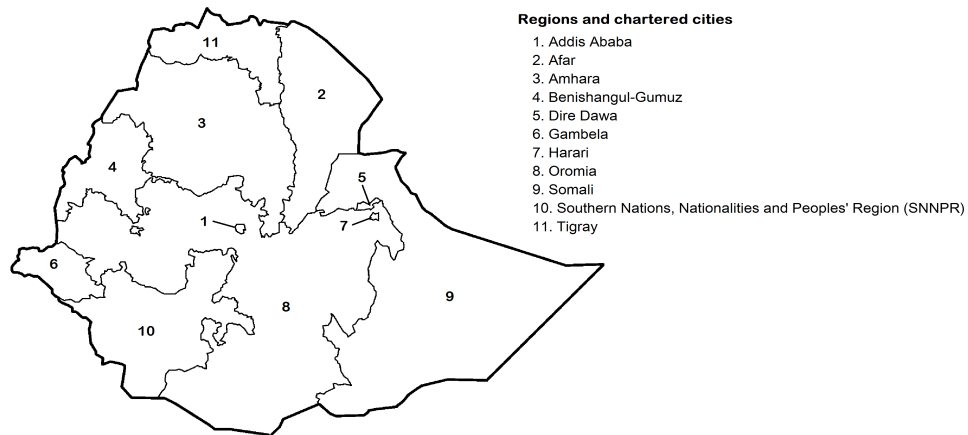 Regions and chartered cities
1. Addis Ababa
2. Afar
3. Amhara
4. Benishangul-Gumuz
5. Dire Dawa
6. Gambela
7. Harari
8. Oromia
9. Somali
10. Southern Nations, Nationalities and Peoples' Region (SNNPR)
11. Tigray
11
2
3
4
5
1
7
6
9
8
10